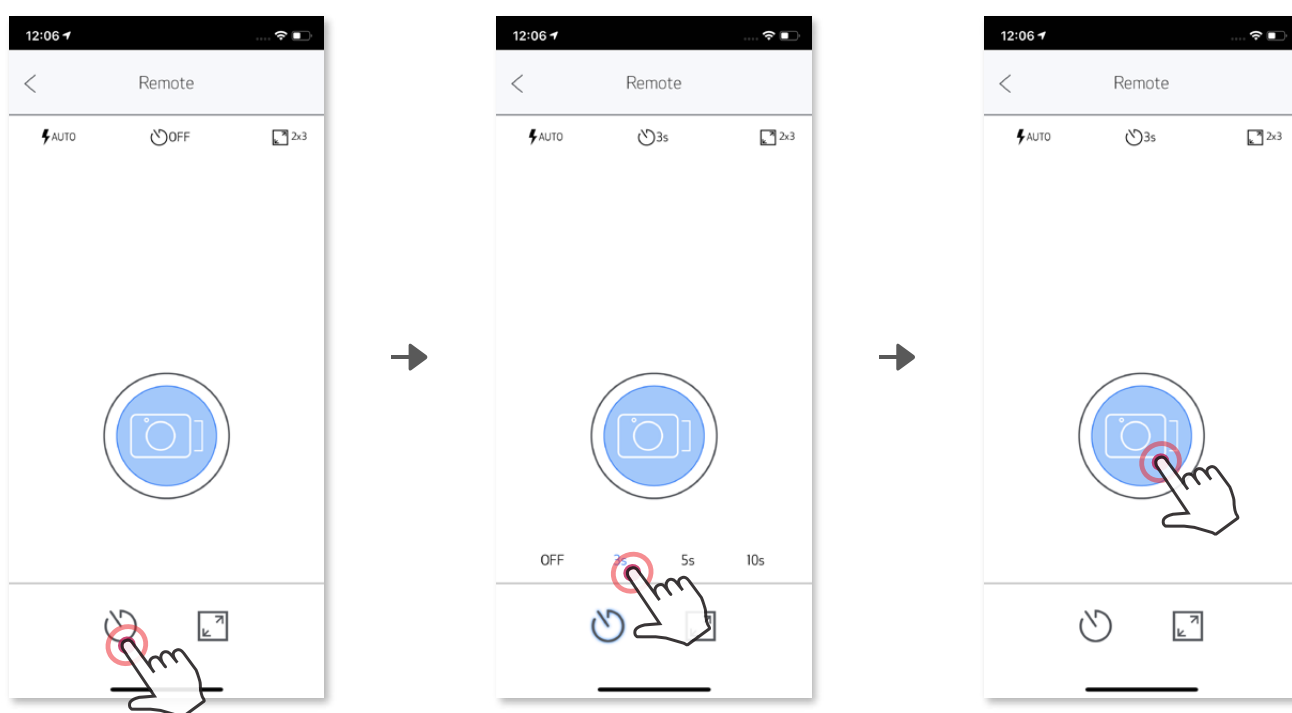 12:06
Remote
AUTO OFF 2x3
12:06
Remote
AUTO 3s 2x3
OFF 3s 5s 10s
12:06
Remote
AUTO 3s 2x3